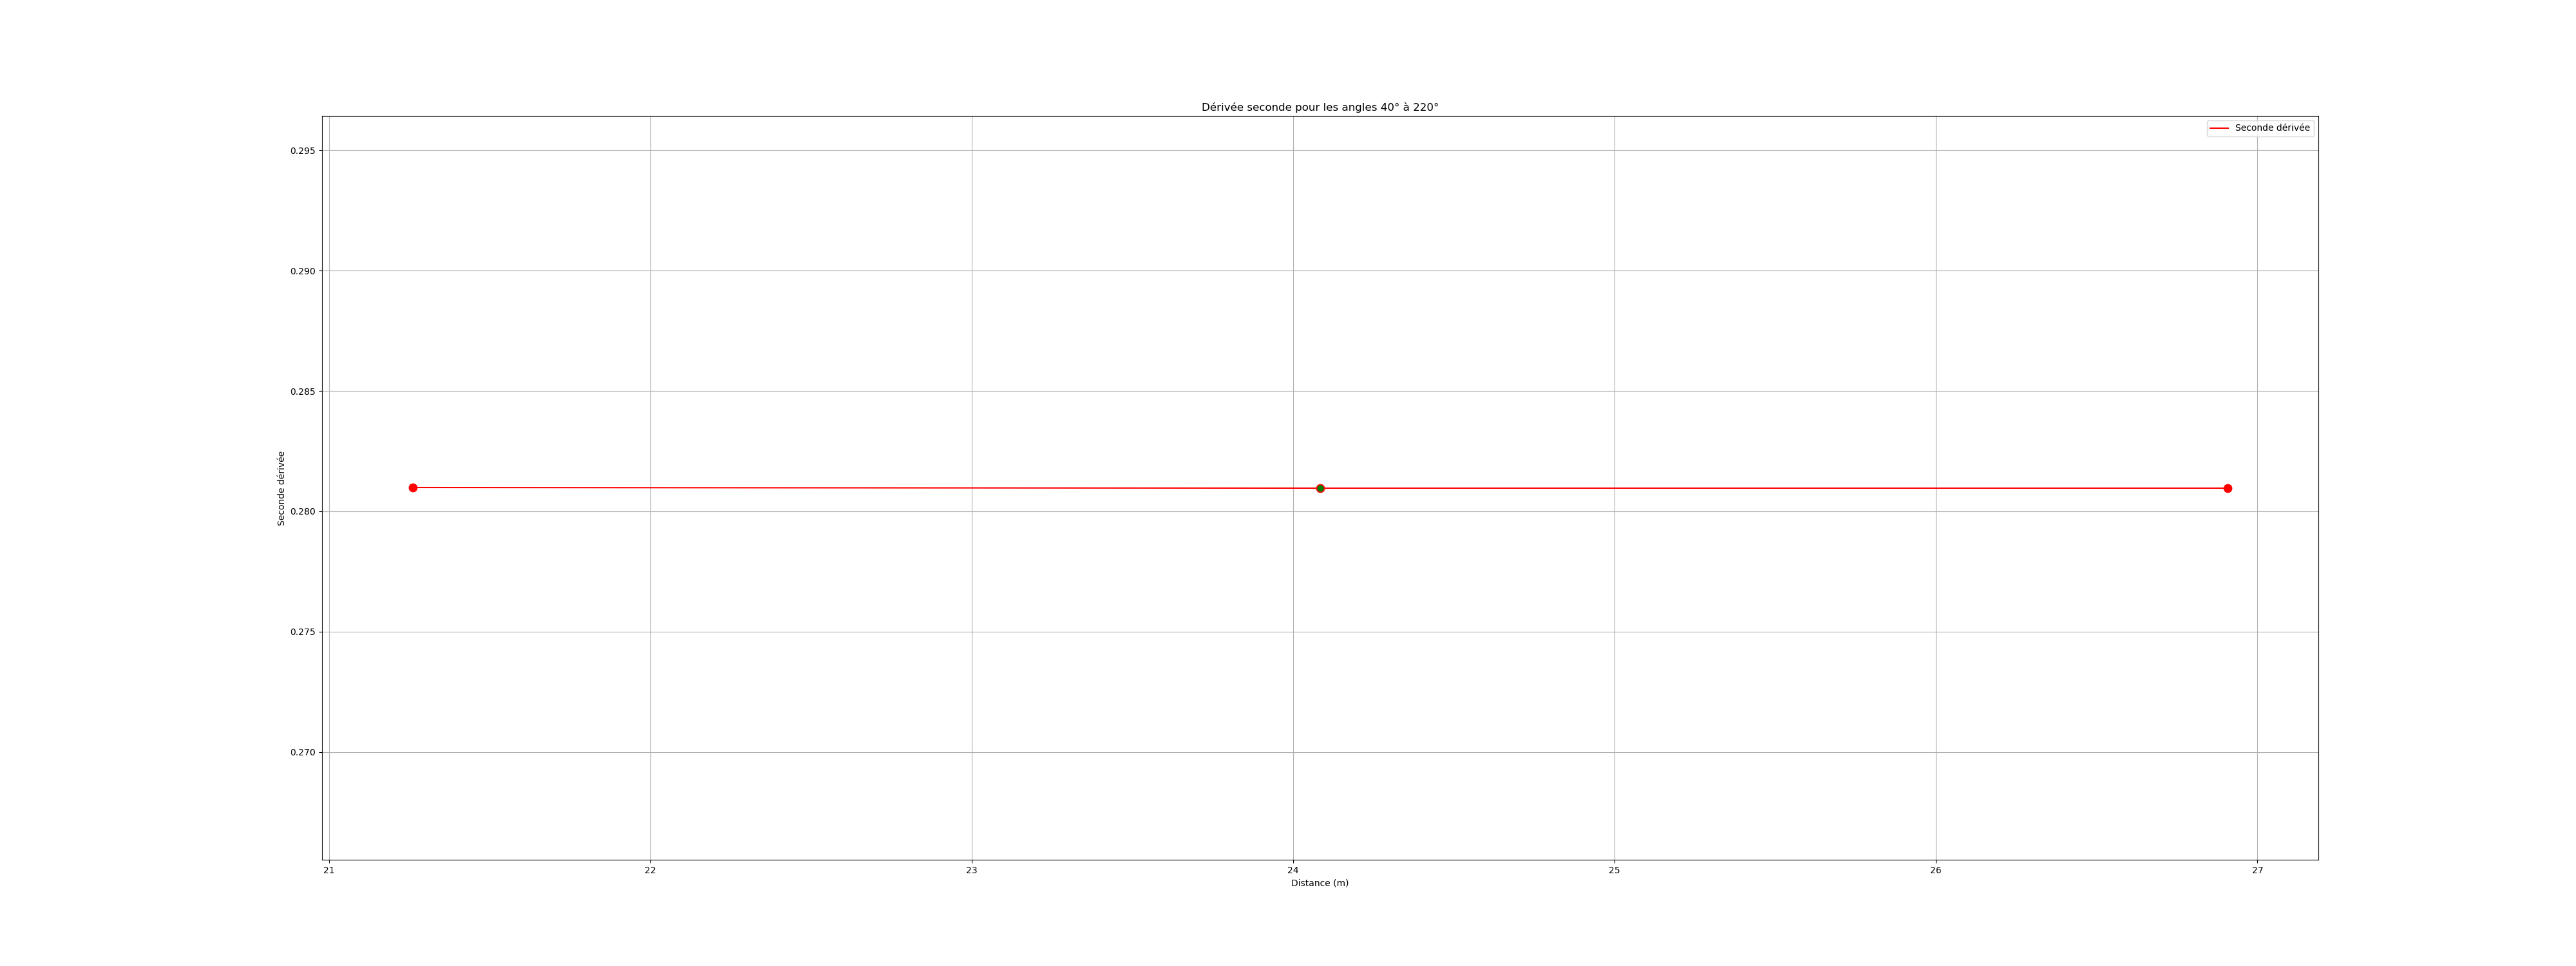 Dérivée seconde pour les angles 40° à 220°
Seconde dérivée
0.295
0.290
0.285
0.280
0.275
0.270
Seconde dérivée
21 22 23 24 25 26 27
Distance (m)